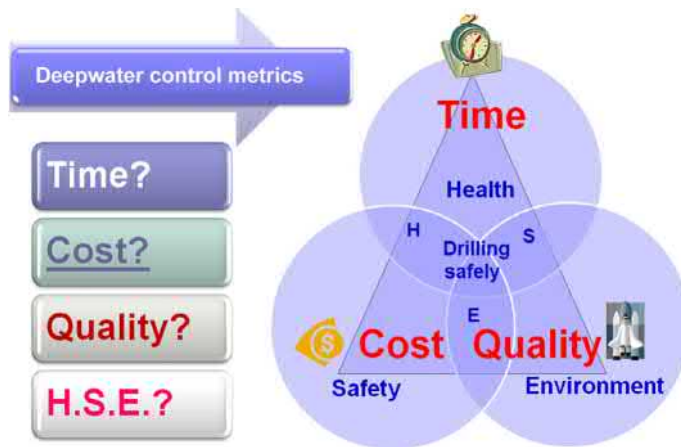 Deepwater control metrics
Time?
Cost?
Quality?
H.S.E.?
Time
Health
H
S
Drilling
safely
E
$
Cost
Quality
Safety
Environment